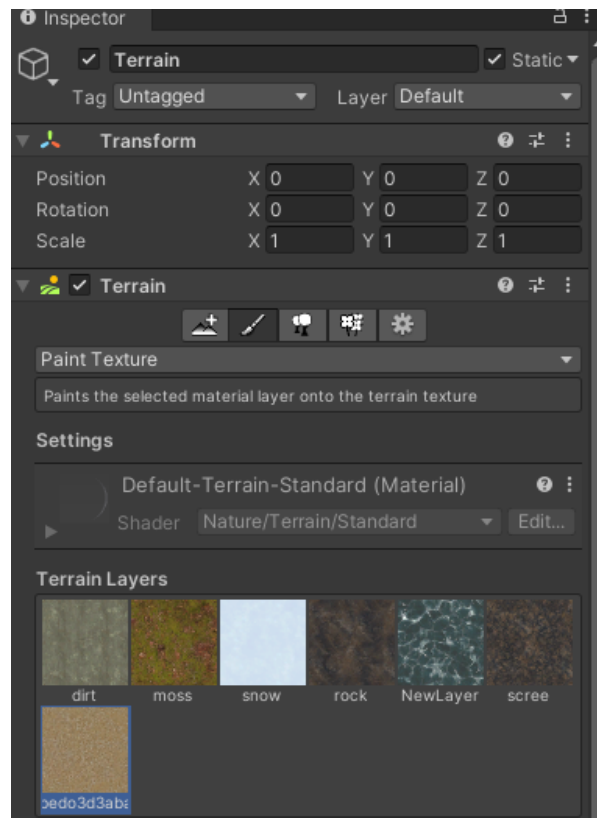 Inspector
Terrain Static
Tag Untagged Layer Default
Transform
Position X 0 Y 0 Z 0
Rotation X 0 Y 0 Z 0
Scale X 1 Y 1 Z 1
Terrain
Paint Texture
Paints the selected material layer onto the terrain texture
Settings
Default-Terrain-Standard (Material)
Shader Nature/Terrain/Standard Edit...
Terrain Layers
dirt moss snow rock NewLayer scree